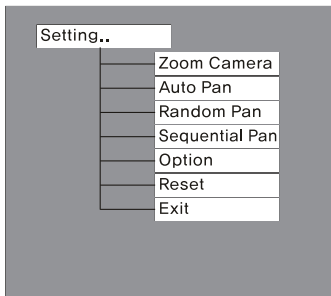 Setting..
Zoom Camera
Auto Pan
Random Pan
Sequential Pan
Option
Reset
Exit